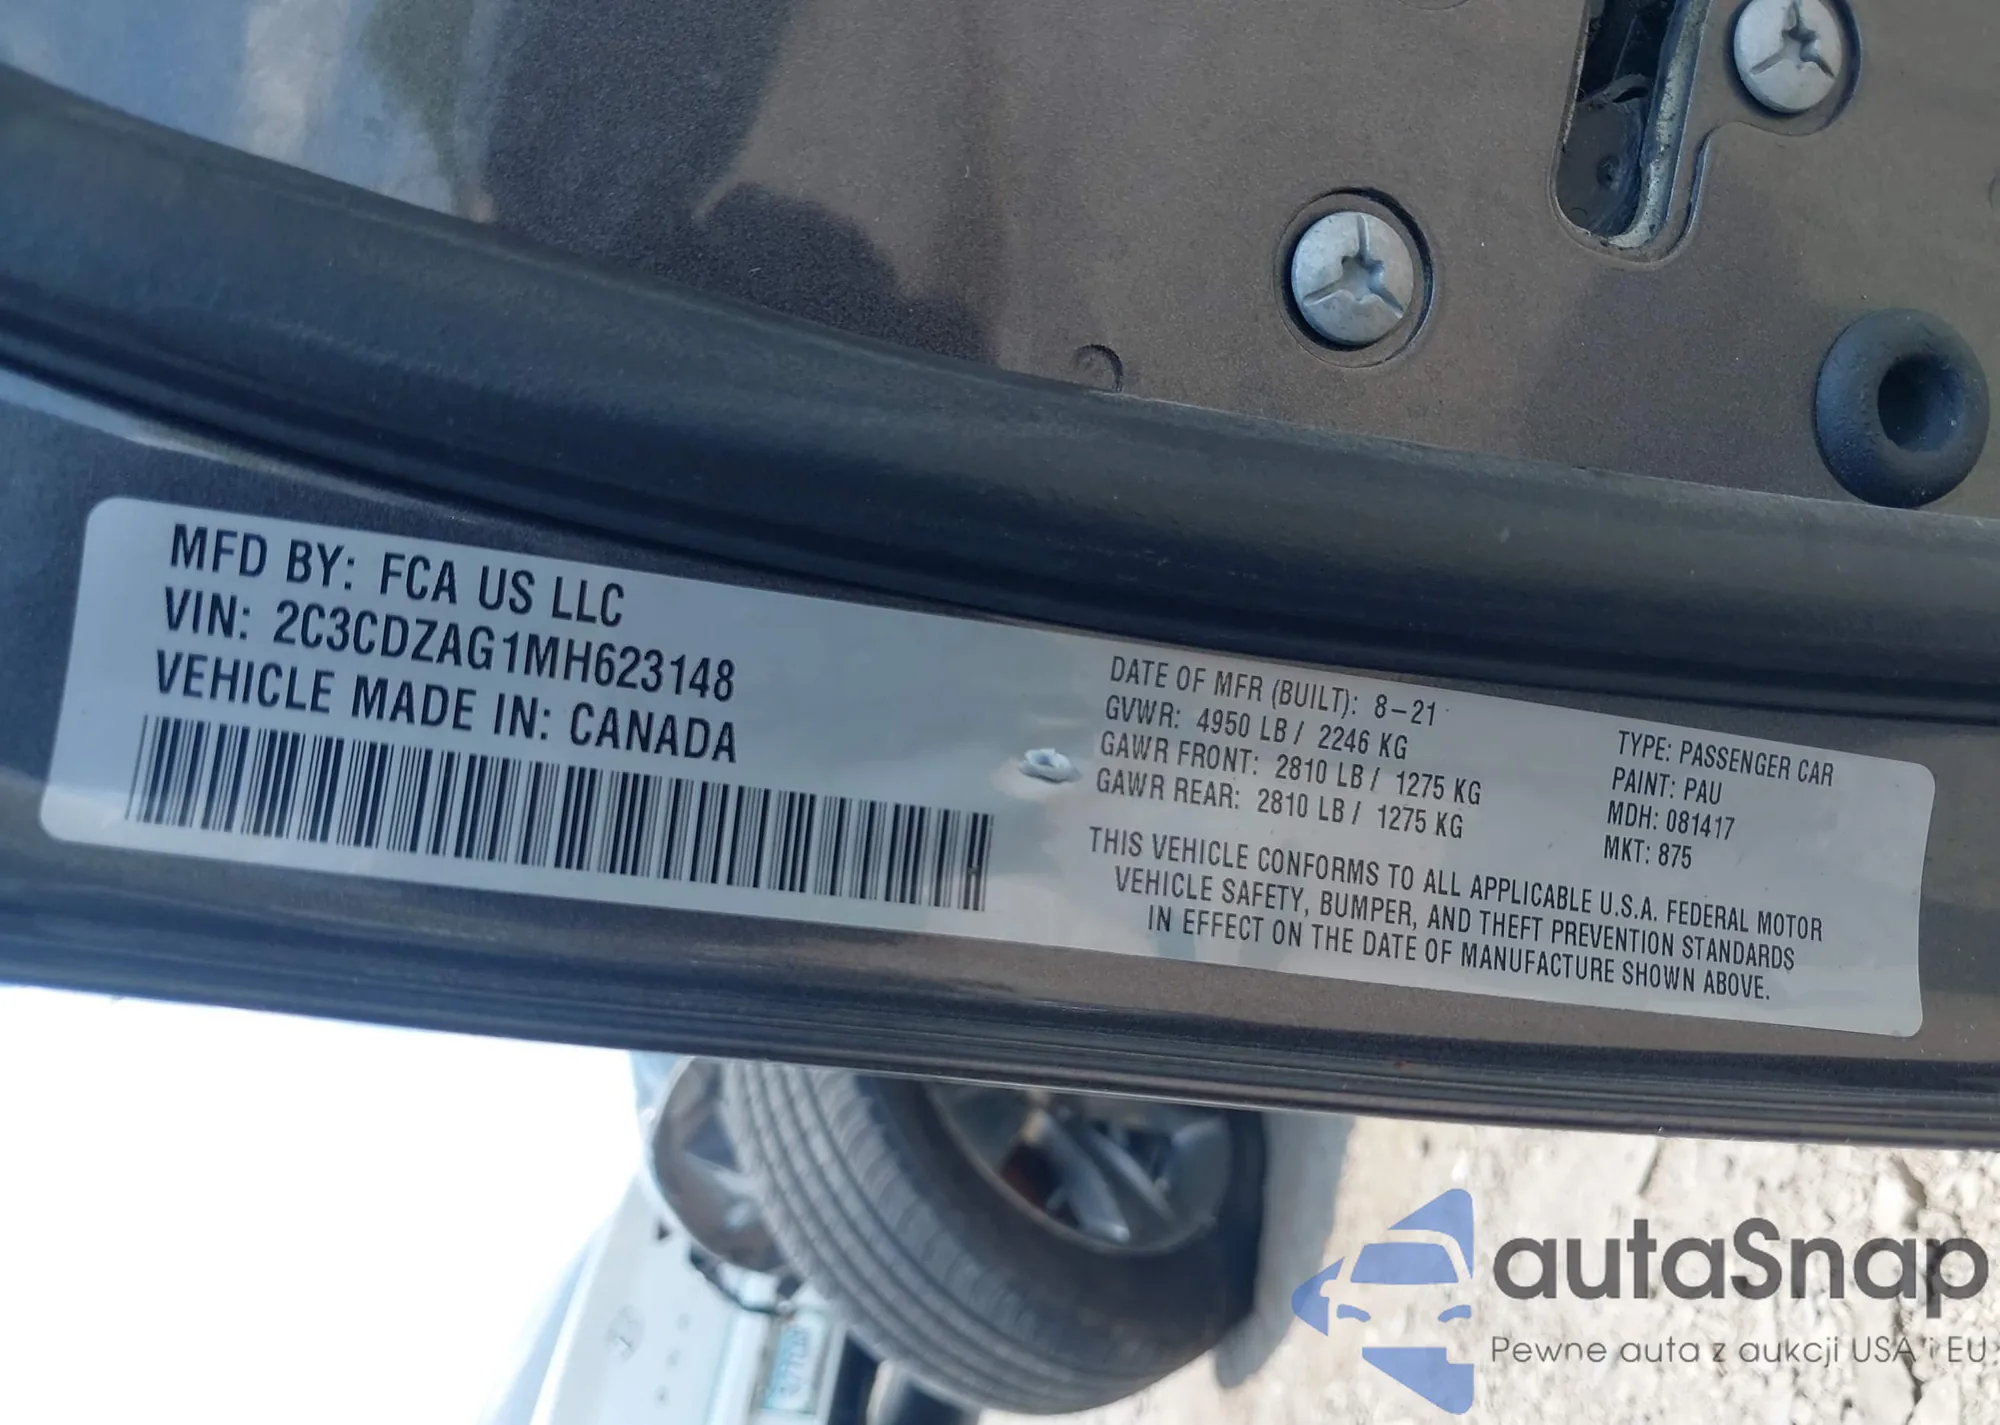 MFD BY: FCA US LLC
VIN: 2C3CDZAG1MH623148
VEHICLE MADE IN: CANADA
DATE OF MFR (BUILT): 8-21
GVWR: 4950 LB / 2246 KG
GAWR FRONT: 2810 LB / 1275 KG
GAWR REAR: 2810 LB / 1275 KG
TYPE: PASSENGER CAR
PAINT: PAU
MDH: 081417
MKT: 875
THIS VEHICLE CONFORMS TO ALL APPLICABLE U.S.A. FEDERAL MOTOR
VEHICLE SAFETY, BUMPER, AND THEFT PREVENTION STANDARDS
IN EFFECT ON THE DATE OF MANUFACTURE SHOWN ABOVE.
autaSnap
Pewne auta z aukcji USA i EU